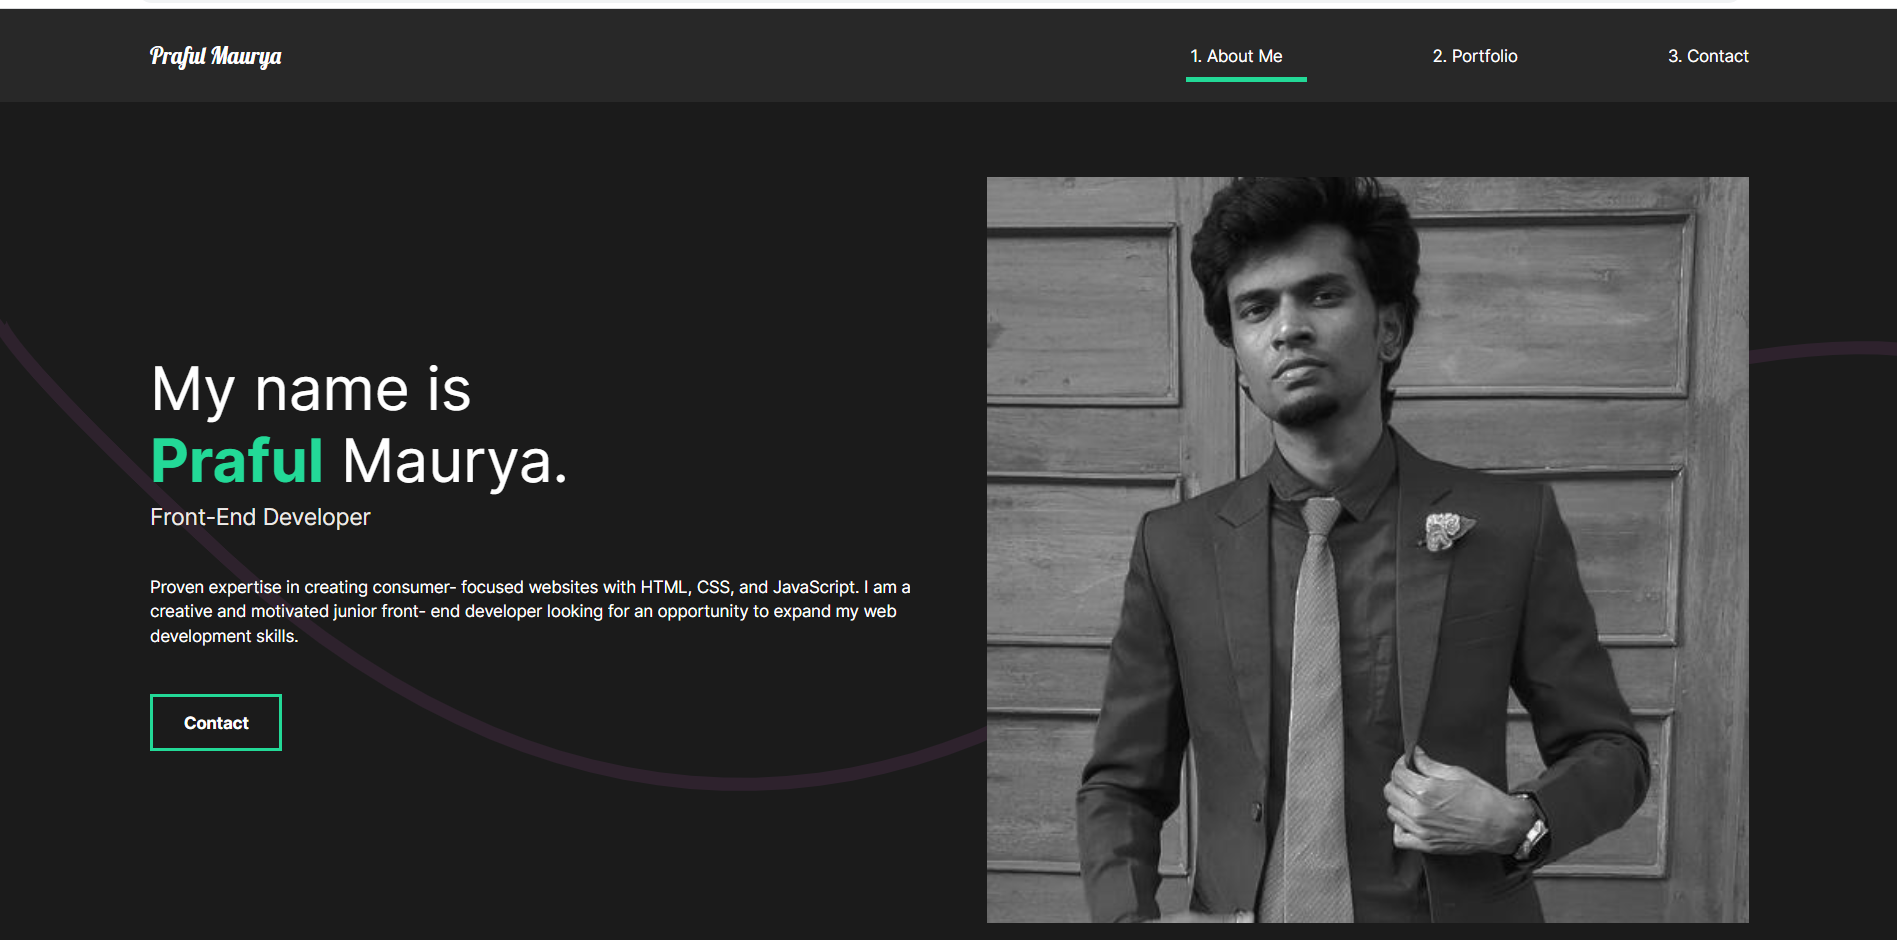 Praful Maurya
1. About Me
2. Portfolio
3. Contact
My name is
Praful Maurya.
Front-End Developer
Proven expertise in creating consumer- focused websites with HTML, CSS, and JavaScript. I am a
creative and motivated junior front- end developer looking for an opportunity to expand my web
development skills.
Contact